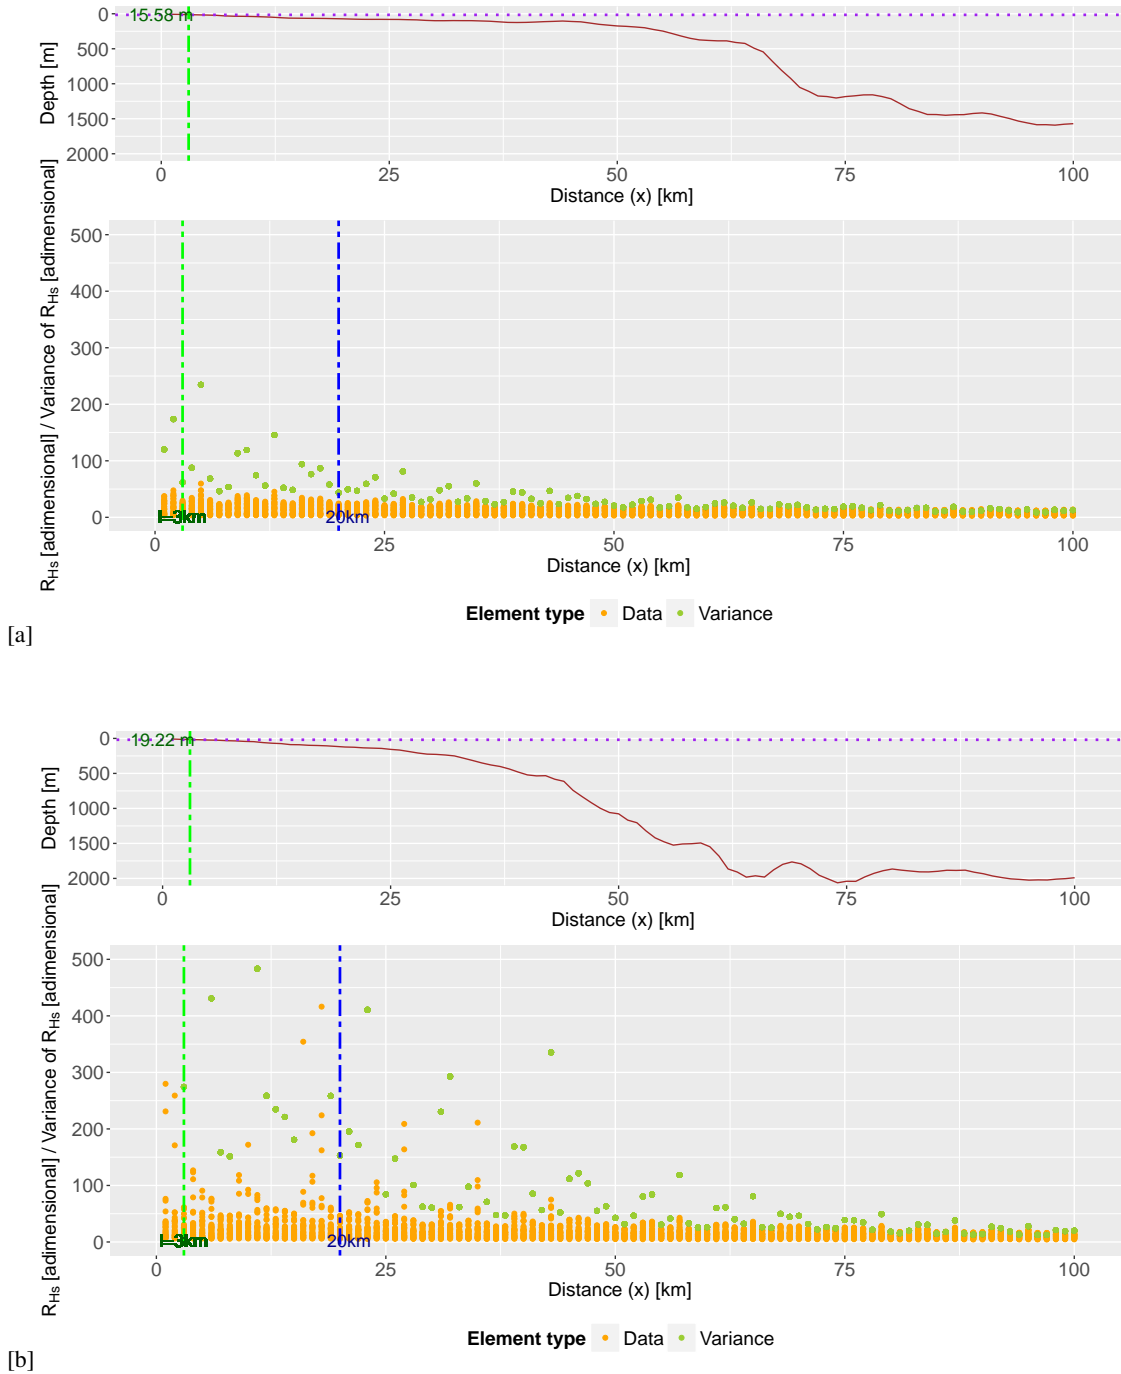 15.58 m
0
500
1000
1500
2000
Depth [m]
0 25 50 75 100
Distance (x) [km]
500
400
300
200
100
0
R_Hs [adimensional] / Variance of R_Hs [adimensional]
l=3km
20km
0 25 50 75 100
Distance (x) [km]
Element type Data Variance
[a]
19.22 m
0
500
1000
1500
2000
Depth [m]
0 25 50 75 100
Distance (x) [km]
500
400
300
200
100
0
R_Hs [adimensional] / Variance of R_Hs [adimensional]
l=3km
20km
0 25 50 75 100
Distance (x) [km]
Element type Data Variance
[b]